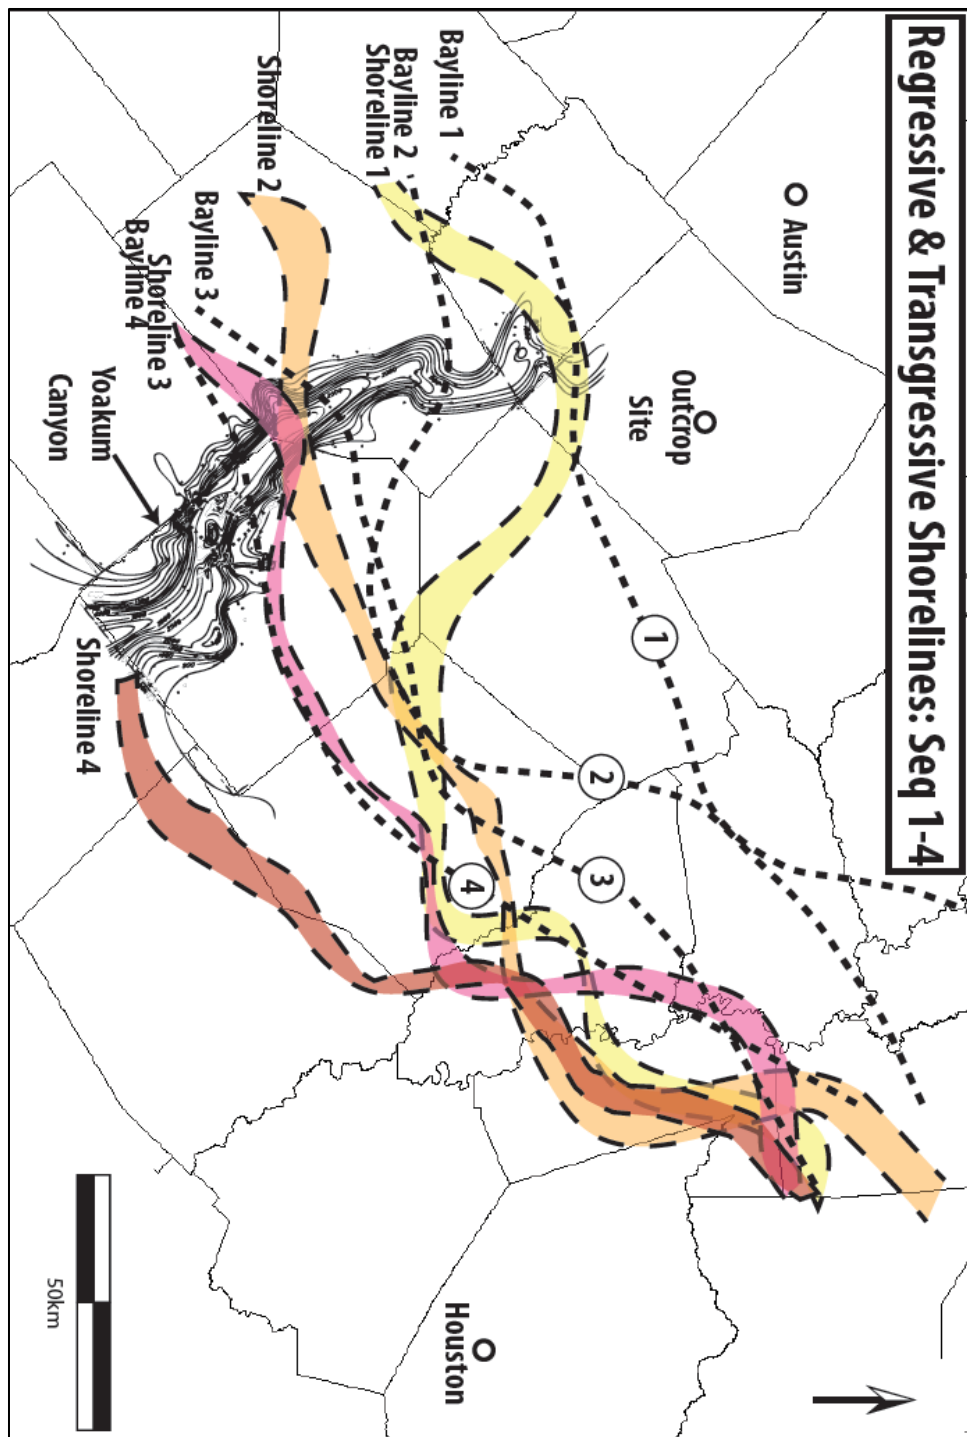 Regressive & Transgressive Shorelines: Seq 1-4
Austin
Outcrop
Site
Bayline 1
Bayline 2
Shoreline 1
Shoreline 2
Bayline 3
Shoreline 3
Bayline 4
Yoakum
Canyon
Shoreline 4
1
2
3
4
Houston
50km